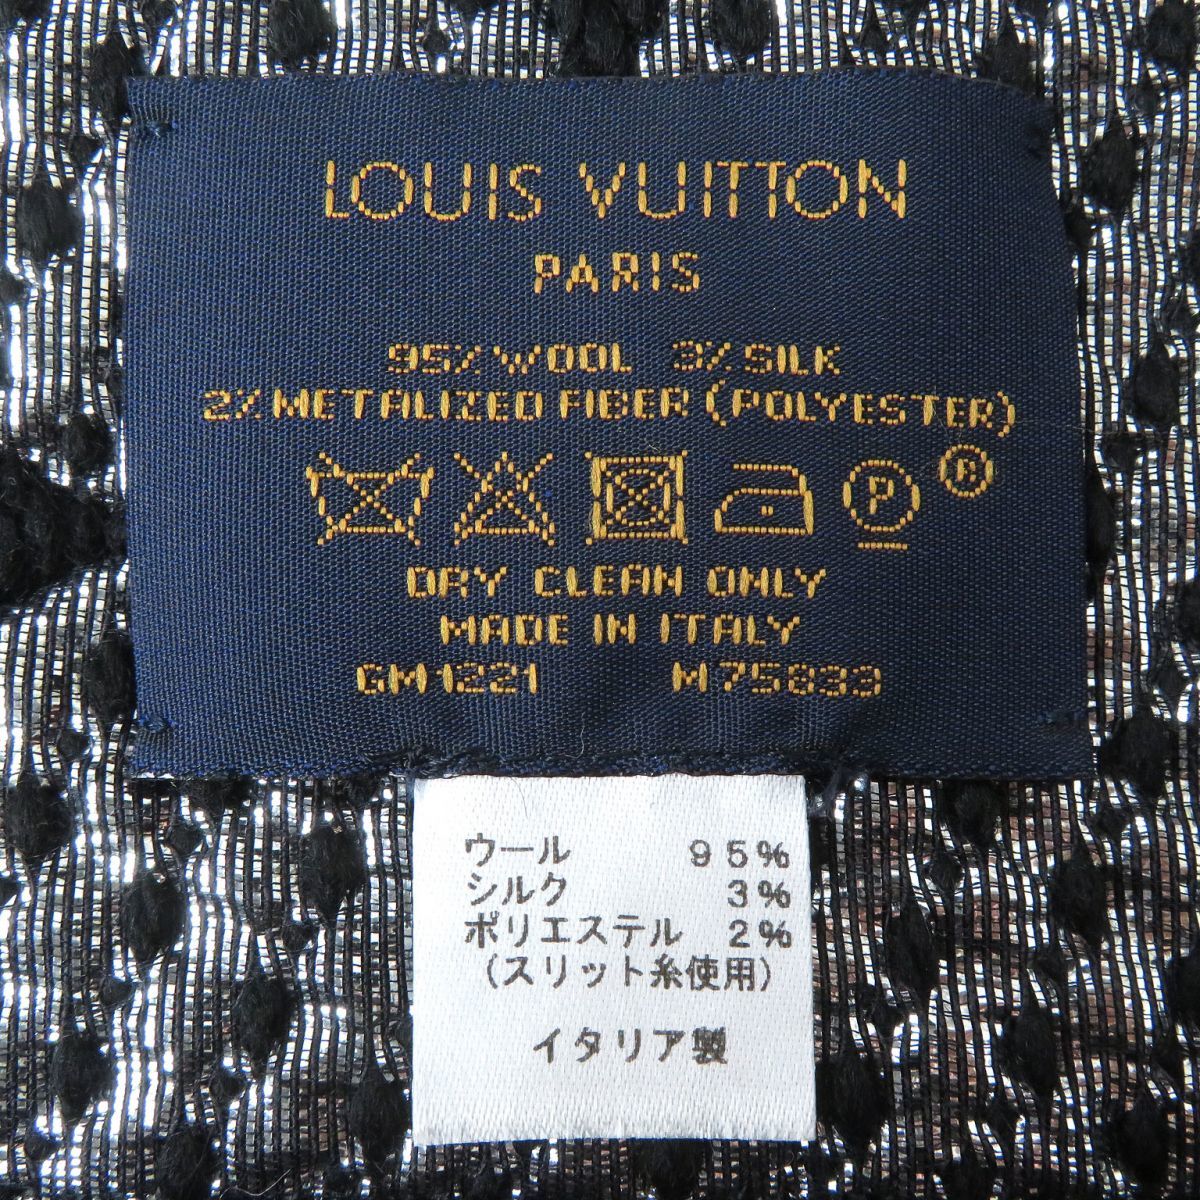 LOUIS VUITTON
PARIS
95% WOOL 3% SILK
2% METALIZED FIBER (POLYESTER)
P ®
DRY CLEAN ONLY
MADE IN ITALY
GM1221 M75833
ウール 95%
シルク 3%
ポリエステル 2%
(スリット糸使用)
イタリア製